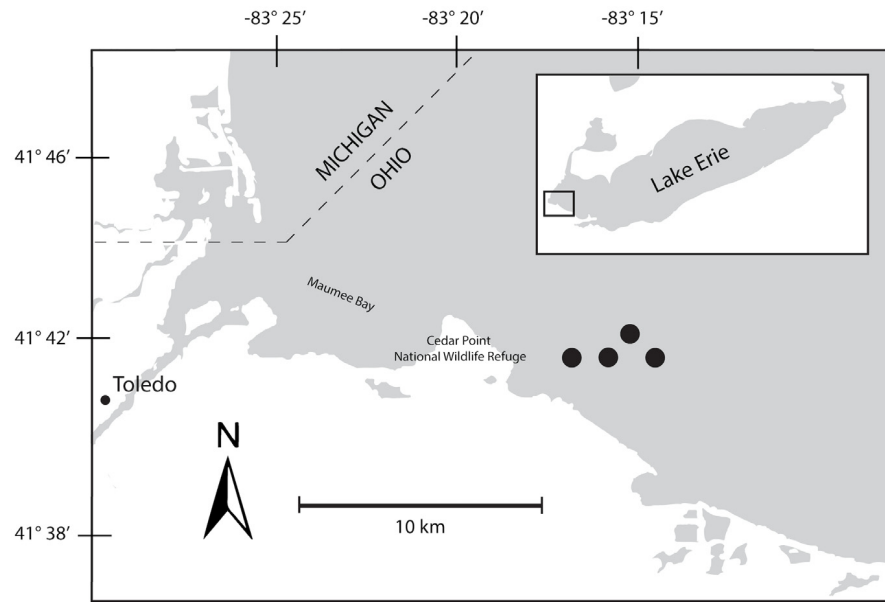 -83° 25'
-83° 20'
-83° 15'
41° 46'
MICHIGAN
OHIO
Lake Erie
Maumee Bay
41° 42'
Cedar Point
National Wildlife Refuge
Toledo
N
10 km
41° 38'